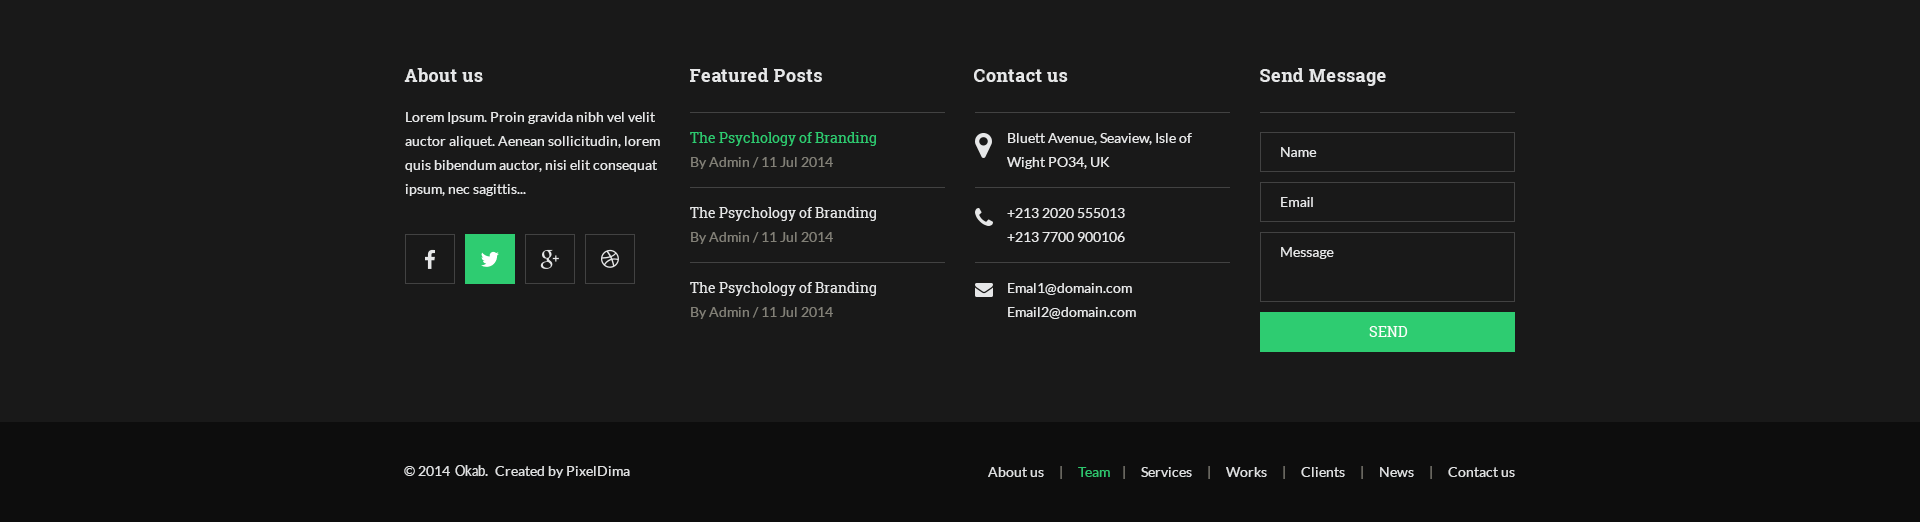 About us
Lorem Ipsum. Proin gravida nibh vel velit
auctor aliquet. Aenean sollicitudin, lorem
quis bibendum auctor, nisi elit consequat
ipsum, nec sagittis...
Featured Posts
The Psychology of Branding
By Admin / 11 Jul 2014
The Psychology of Branding
By Admin / 11 Jul 2014
The Psychology of Branding
By Admin / 11 Jul 2014
Contact us
Bluett Avenue, Seaview, Isle of
Wight PO34, UK
+213 2020 555013
+213 7700 900106
Emal1@domain.com
Email2@domain.com
Send Message
Name
Email
Message
SEND
© 2014 Okab. Created by PixelDima
About us | Team | Services | Works | Clients | News | Contact us